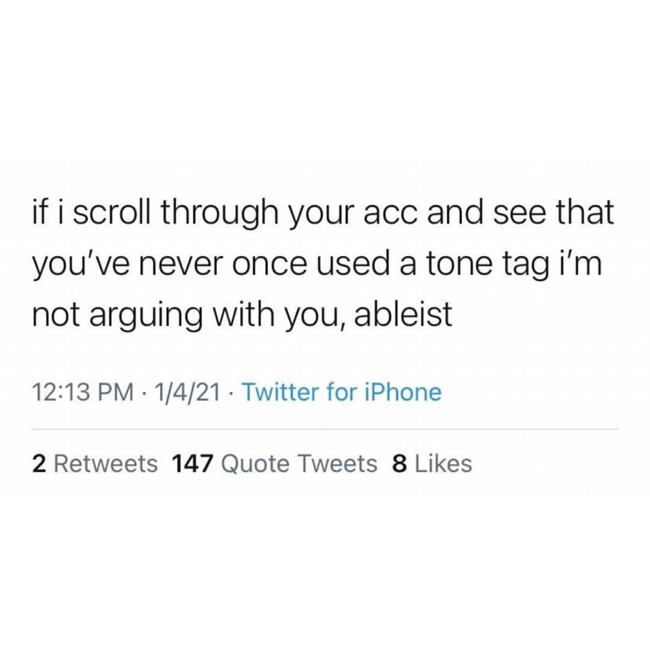 if i scroll through your acc and see that
you've never once used a tone tag i'm
not arguing with you, ableist
12:13 PM · 1/4/21 · Twitter for iPhone
2 Retweets 147 Quote Tweets 8 Likes